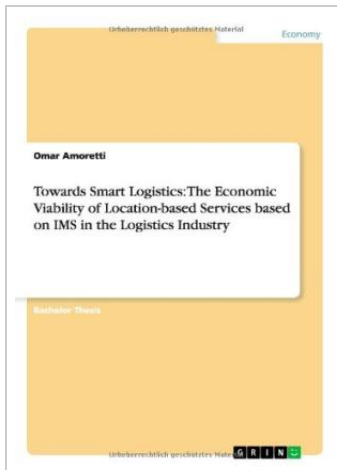 Urheberrechtlich geschütztes Material
Economy
Omar Amoretti
Towards Smart Logistics: The Economic
Viability of Location-based Services based
on IMS in the Logistics Industry
Bachelor Thesis
Urheberrechtlich geschütztes Material
GRIN